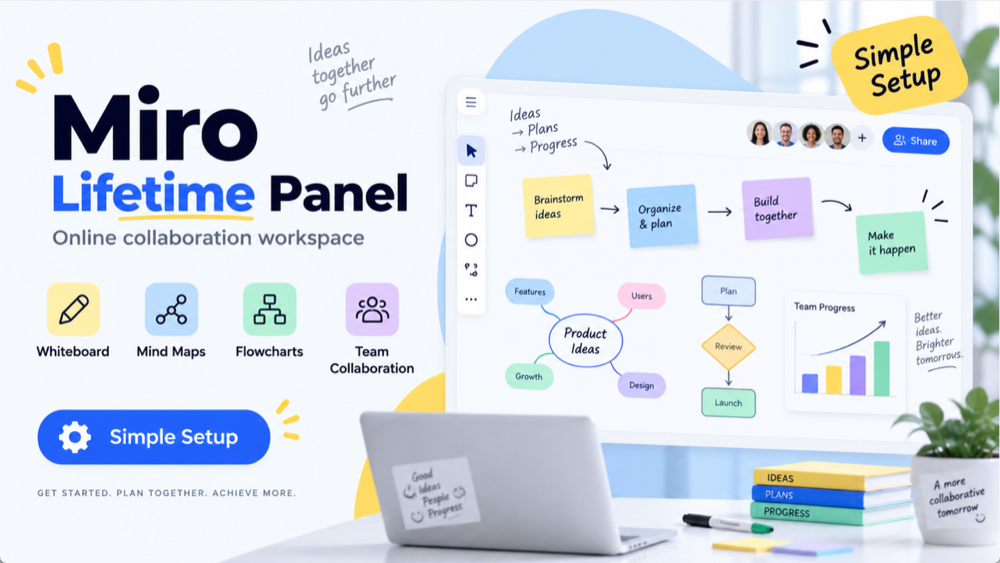 Ideas
together
go further
Miro
Lifetime Panel
Online collaboration workspace
Whiteboard
Mind Maps
Flowcharts
Team
Collaboration
Simple Setup
GET STARTED. PLAN TOGETHER. ACHIEVE MORE.
Simple
Setup
Ideas
→ Plans
→ Progress
Share
T
Brainstorm
ideas
Organize
& plan
Build
together
Make
it happen
Features
Users
Product
Ideas
Growth
Design
Plan
Review
Launch
Team Progress
Better
ideas.
Brighter
tomorrous.
Good
Ideas
People
Progress
IDEAS
PLANS
PROGRESS
A more
collaborative
tomorrow